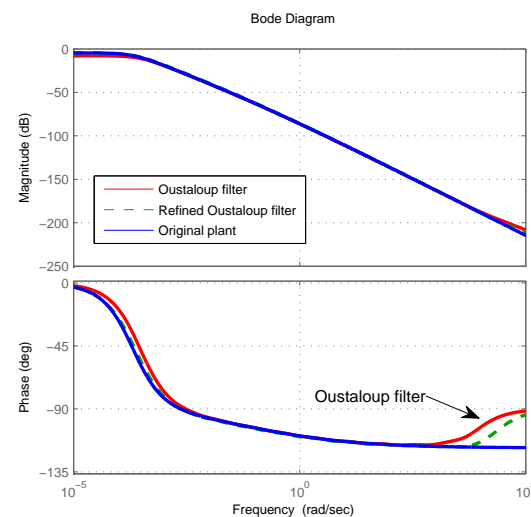 Bode Diagram
0
−50
−100
−150
−200
−250
Magnitude (dB)
Oustaloup filter
Refined Oustaloup filter
Original plant
0
−45
−90
−135
Phase (deg)
Oustaloup filter
10^−5
10^0
10
Frequency (rad/sec)